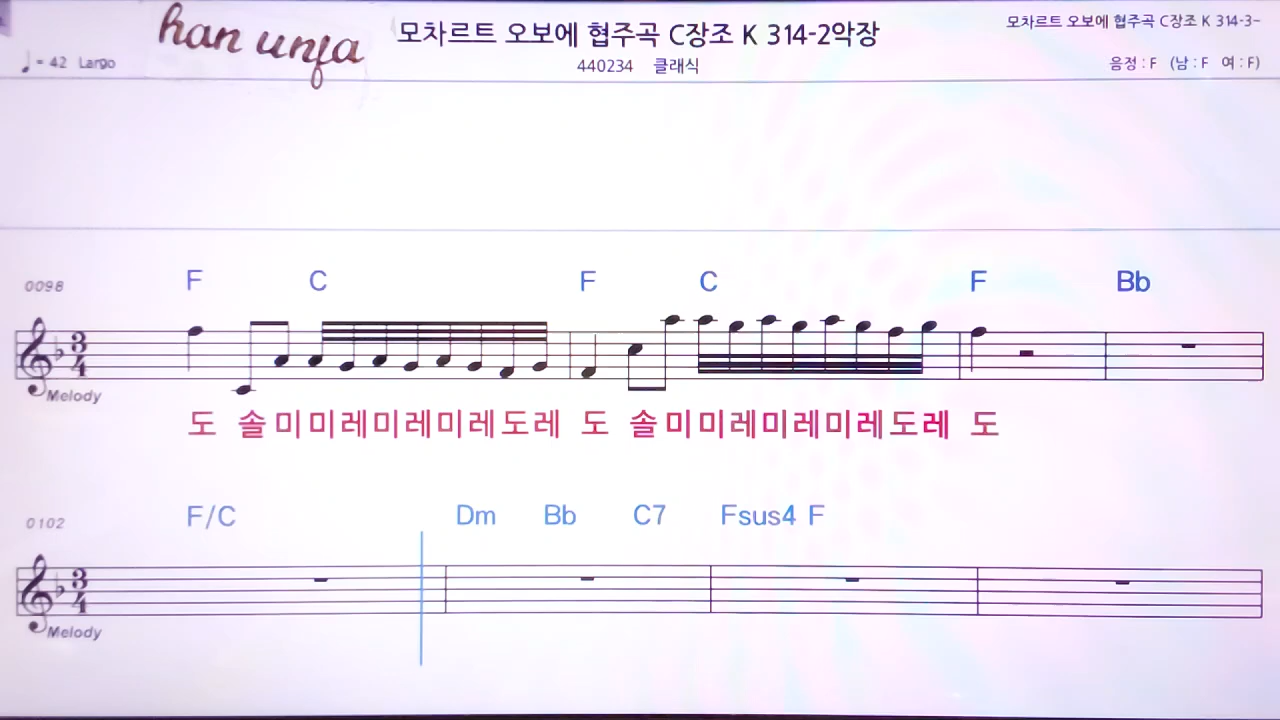 han unja
모차르트 오보에 협주곡 C장조 K 314-2악장
모차르트 오보에 협주곡 C장조 K 314-3-
♩= 42 Largo
440234 클래식
음정 : F (남 : F 여 : F)
0098 F C F C F Bb
3 4
Melody
도 솔미미레미레미레도레 도 솔미미레미레미레도레 도
0102 F/C Dm Bb C7 Fsus4 F
3 4
Melody